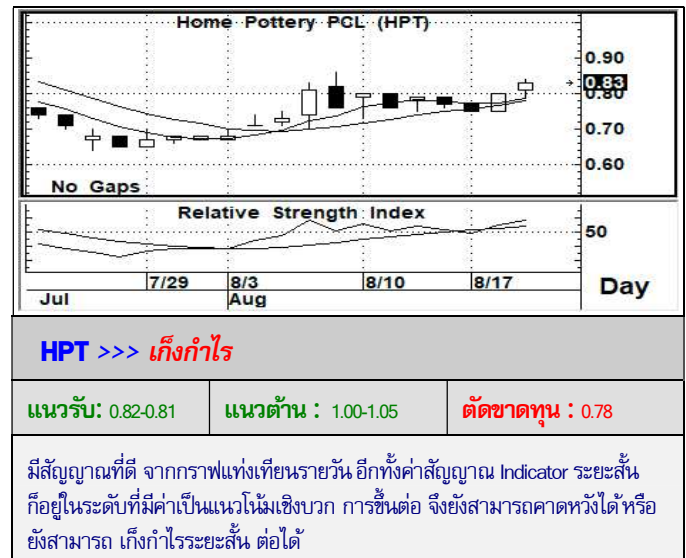 Home Pottery PCL (HPT)
0.90
0.83
0.80
0.70
0.60
No Gaps
Relative Strength Index
50
7/29 8/3 8/10 8/17
Jul Aug
Day
HPT >>> เก็งกำไร
แนวรับ: 0.82-0.81 แนวต้าน : 1.00-1.05 ตัดขาดทุน : 0.78
มีสัญญาณที่ดี จากกราฟแท่งเทียนรายวัน อีกทั้งค่าสัญญาณ Indicator ระยะสั้น
ก็อยู่ในระดับที่มีค่าเป็นแนวโน้มเชิงบวก การขึ้นต่อ จึงยังสามารถคาดหวังได้ หรือ
ยังสามารถ เก็งกำไรระยะสั้น ต่อได้